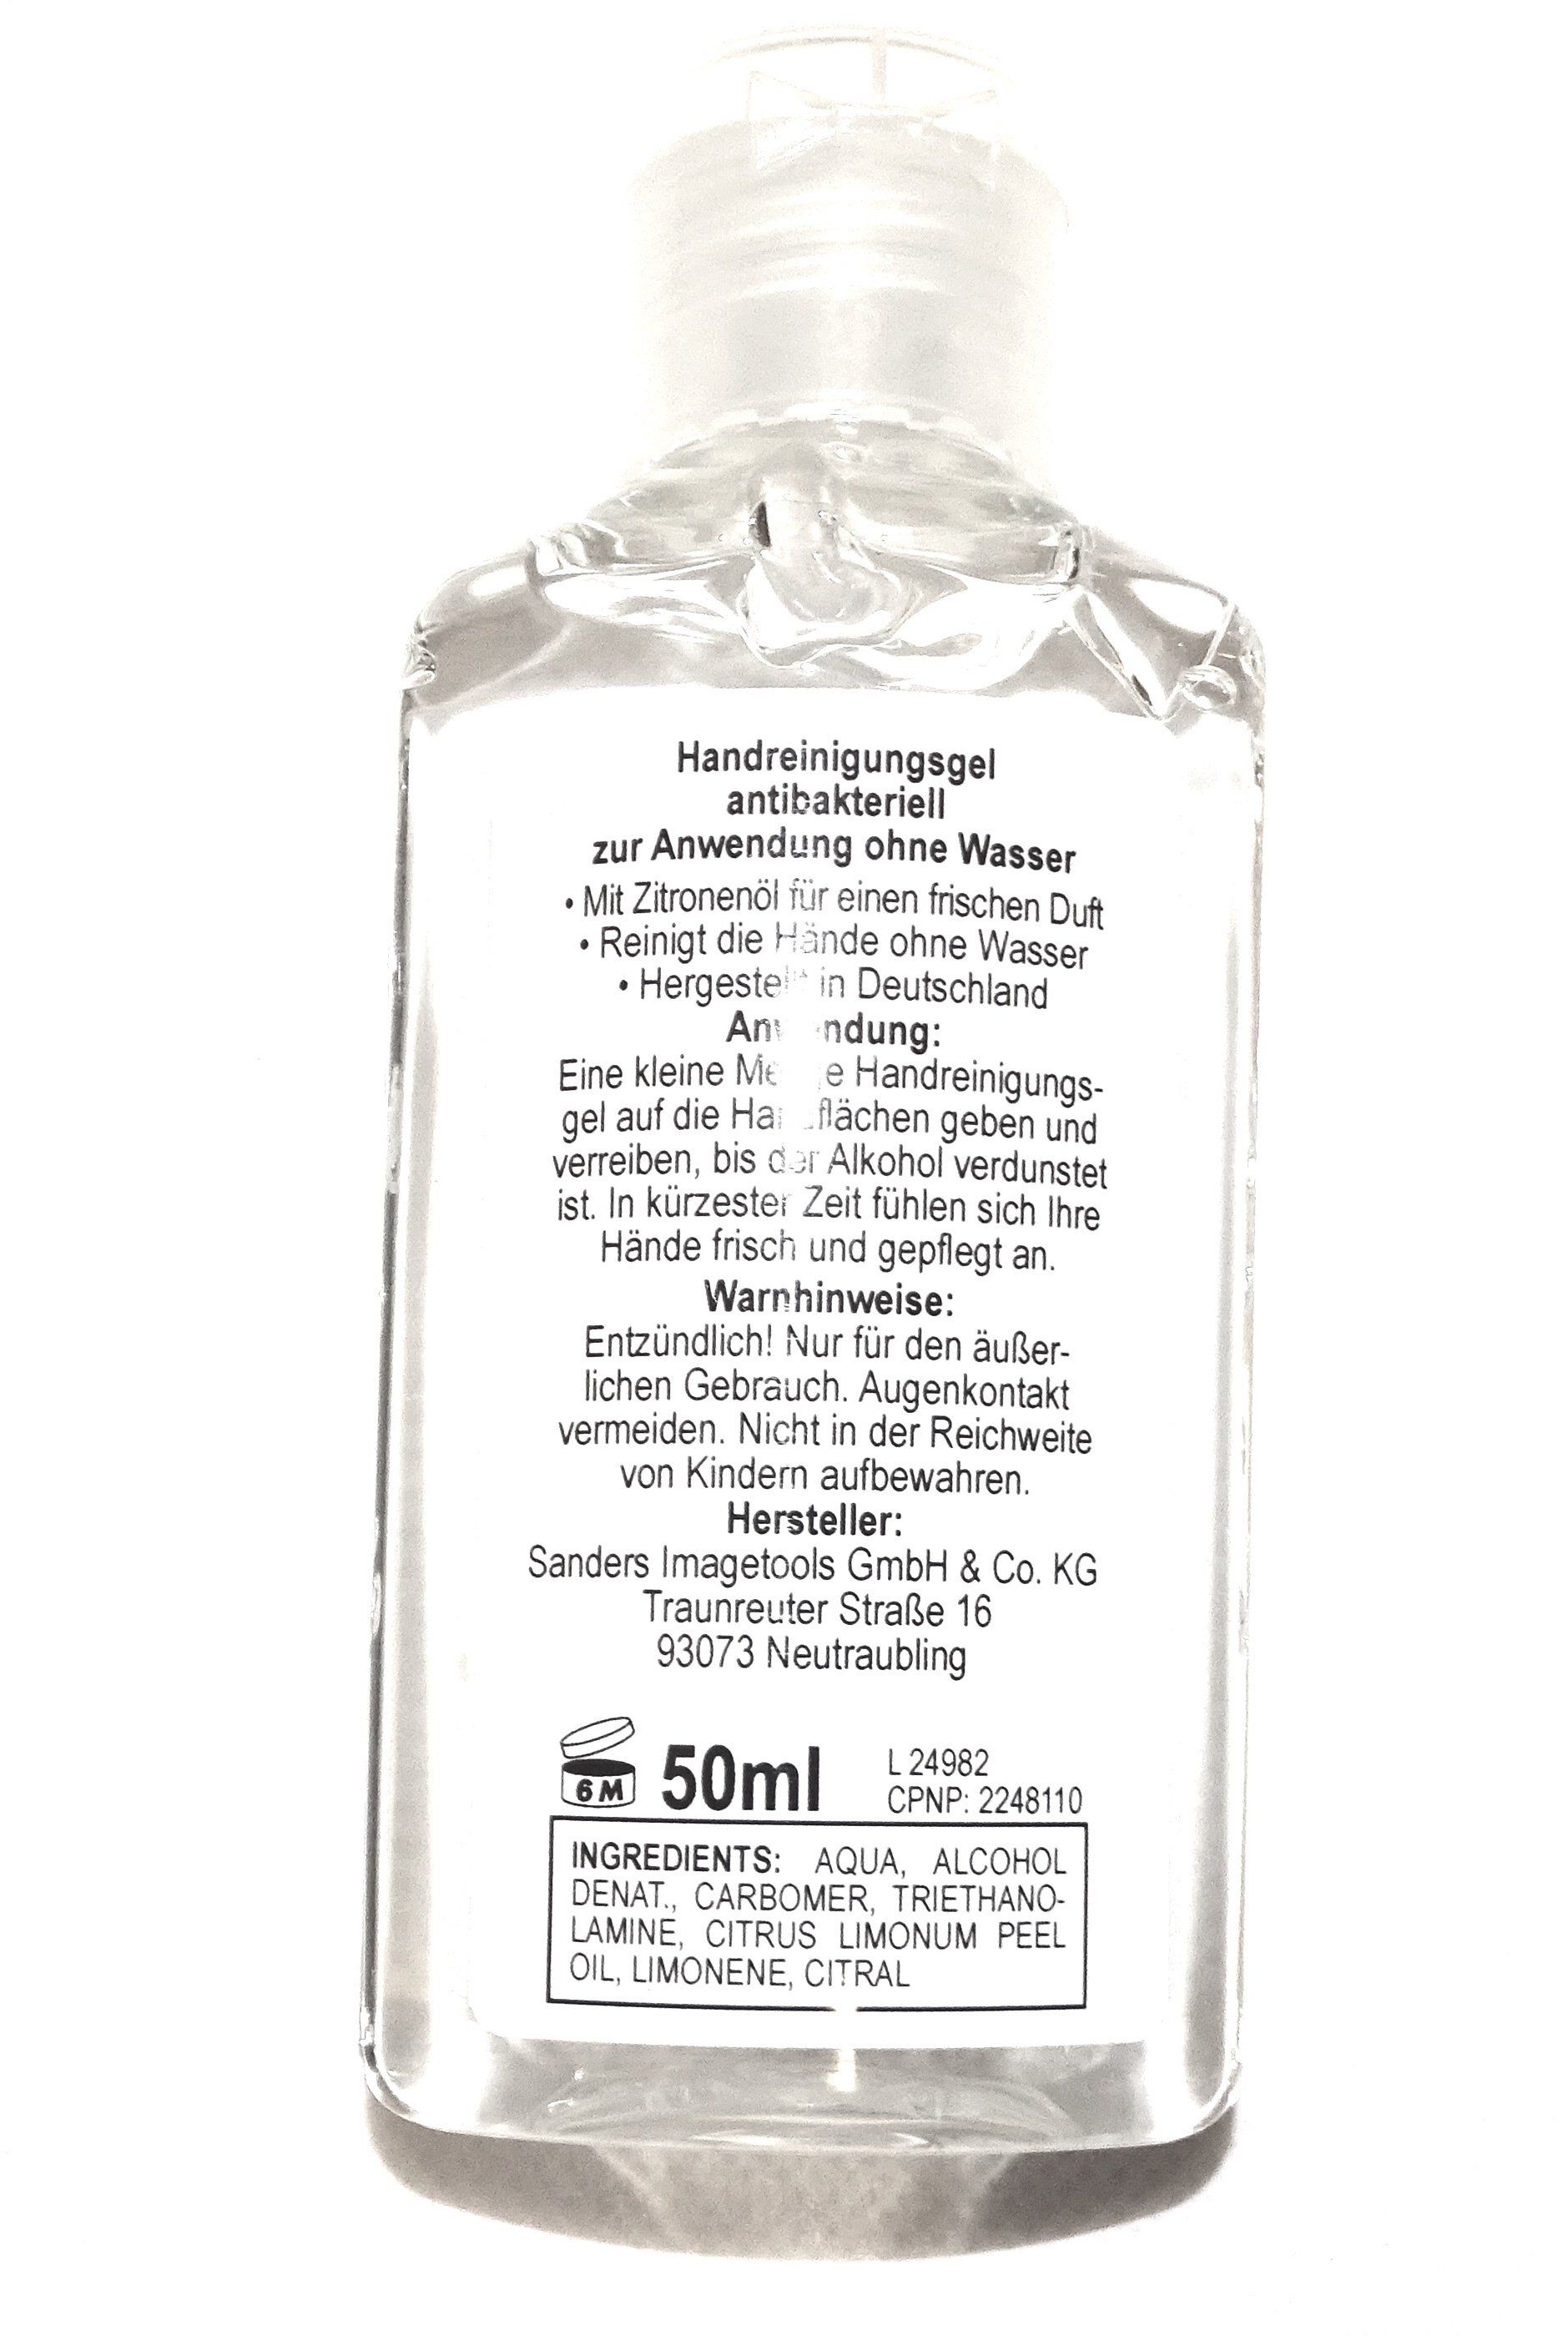 Handreinigungsgel
antibakteriell
zur Anwendung ohne Wasser
• Mit Zitronenöl für einen frischen Duft
• Reinigt die Hände ohne Wasser
• Hergestellt in Deutschland
Anwendung:
Eine kleine Menge Handreinigungs-
gel auf die Handflächen geben und
verreiben, bis der Alkohol verdunstet
ist. In kürzester Zeit fühlen sich Ihre
Hände frisch und gepflegt an.
Warnhinweise:
Entzündlich! Nur für den äußer-
lichen Gebrauch. Augenkontakt
vermeiden. Nicht in der Reichweite
von Kindern aufbewahren.
Hersteller:
Sanders Imagetools GmbH & Co. KG
Traunreuter Straße 16
93073 Neutraubling
6 M 50ml L 24982
CPNP: 2248110
INGREDIENTS: AQUA, ALCOHOL
DENAT., CARBOMER, TRIETHANO-
LAMINE, CITRUS LIMONUM PEEL
OIL, LIMONENE, CITRAL